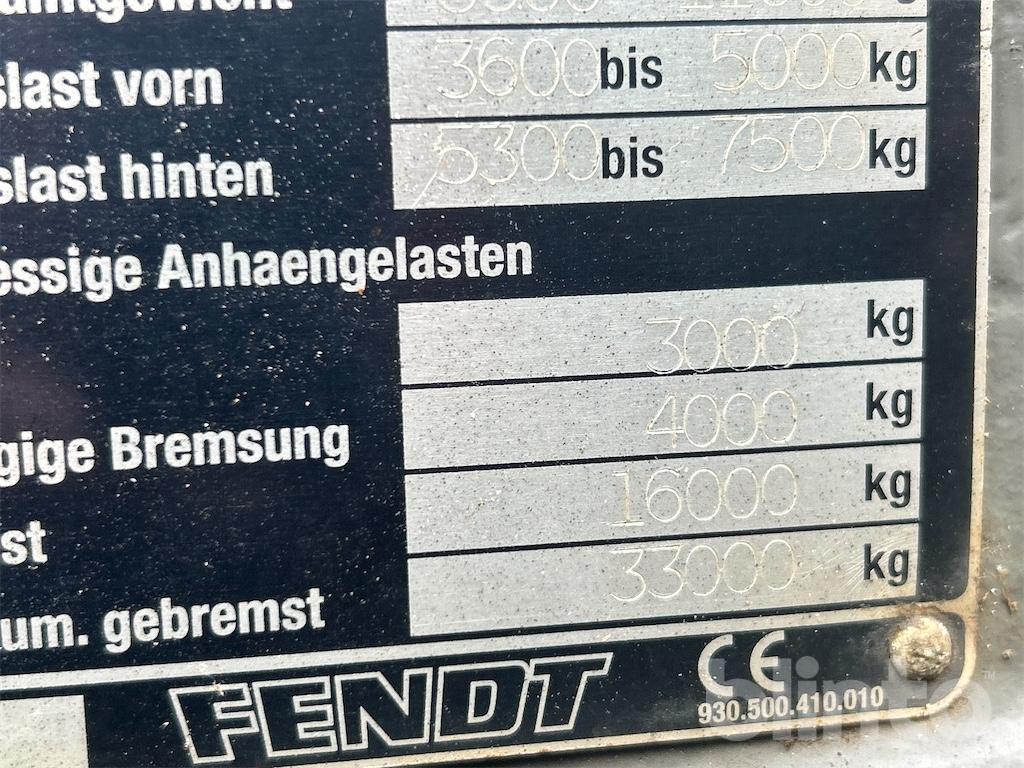 slast vorn 3600 bis 5000 kg
slast hinten 5300 bis 7500 kg
essige Anhaengelasten
3000 kg
gige Bremsung 4000 kg
st 16000 kg
um. gebremst 33000 kg
FENDT CE
930.500.410.010
blinto